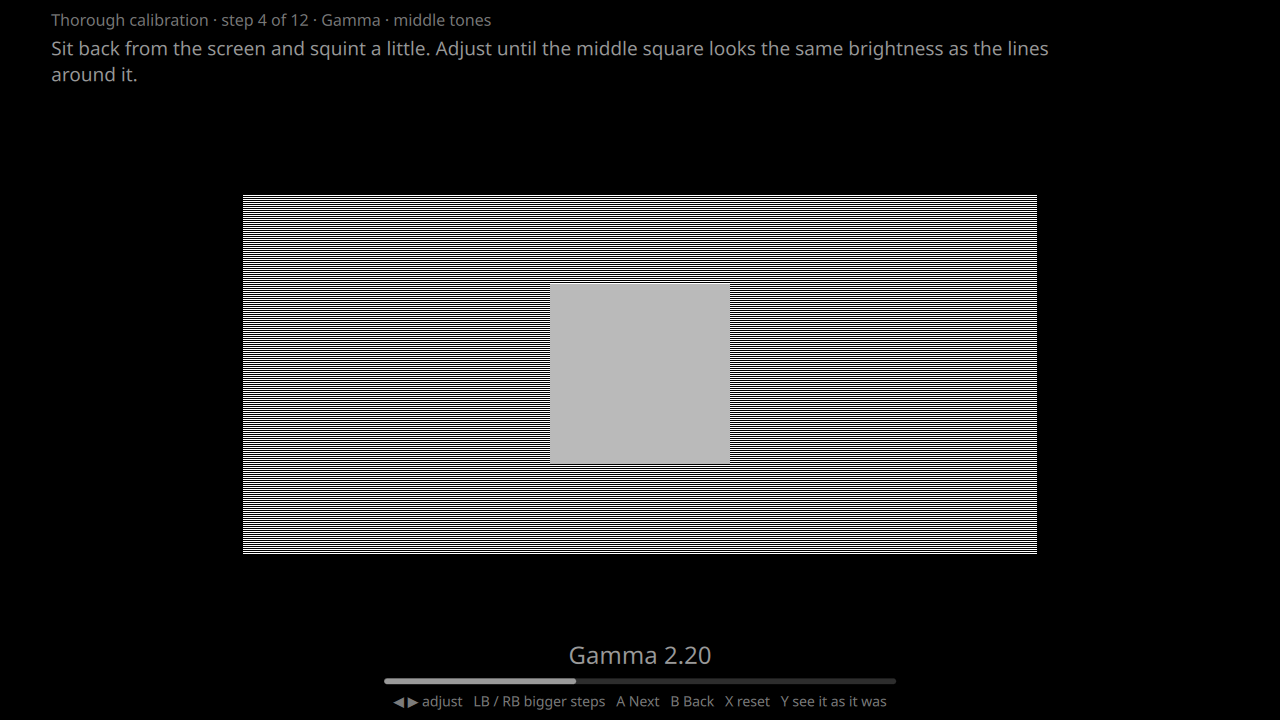 Thorough calibration · step 4 of 12 · Gamma · middle tones
Sit back from the screen and squint a little. Adjust until the middle square looks the same brightness as the lines
around it.
Gamma 2.20
◀ ▶ adjust LB / RB bigger steps A Next B Back X reset Y see it as it was